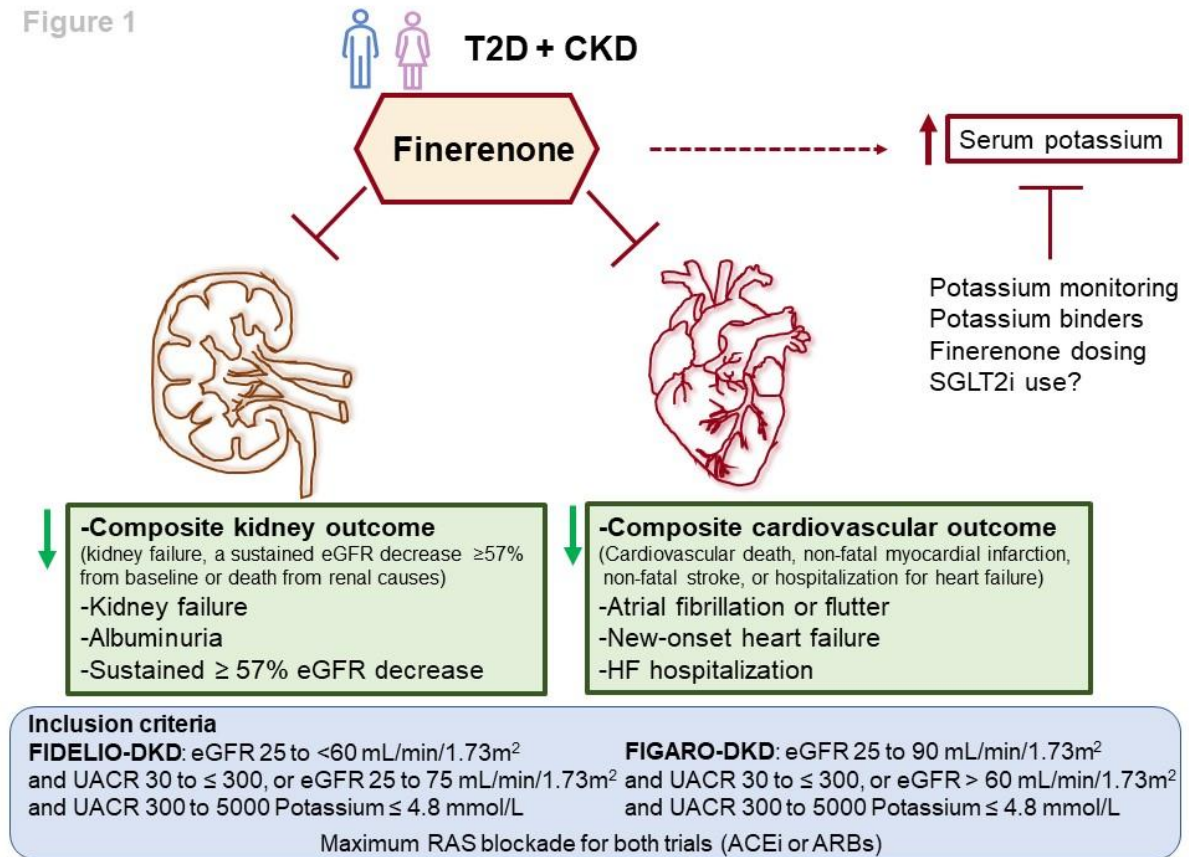 Figure 1
T2D + CKD
Finerenone
Serum potassium
Potassium monitoring
Potassium binders
Finerenone dosing
SGLT2i use?
-Composite kidney outcome
(kidney failure, a sustained eGFR decrease ≥57%
from baseline or death from renal causes)
-Kidney failure
-Albuminuria
-Sustained ≥ 57% eGFR decrease
-Composite cardiovascular outcome
(Cardiovascular death, non-fatal myocardial infarction,
non-fatal stroke, or hospitalization for heart failure)
-Atrial fibrillation or flutter
-New-onset heart failure
-HF hospitalization
Inclusion criteria
FIDELIO-DKD: eGFR 25 to <60 mL/min/1.73m²
and UACR 30 to ≤ 300, or eGFR 25 to 75 mL/min/1.73m²
and UACR 300 to 5000 Potassium ≤ 4.8 mmol/L
FIGARO-DKD: eGFR 25 to 90 mL/min/1.73m²
and UACR 30 to ≤ 300, or eGFR > 60 mL/min/1.73m²
and UACR 300 to 5000 Potassium ≤ 4.8 mmol/L
Maximum RAS blockade for both trials (ACEi or ARBs)